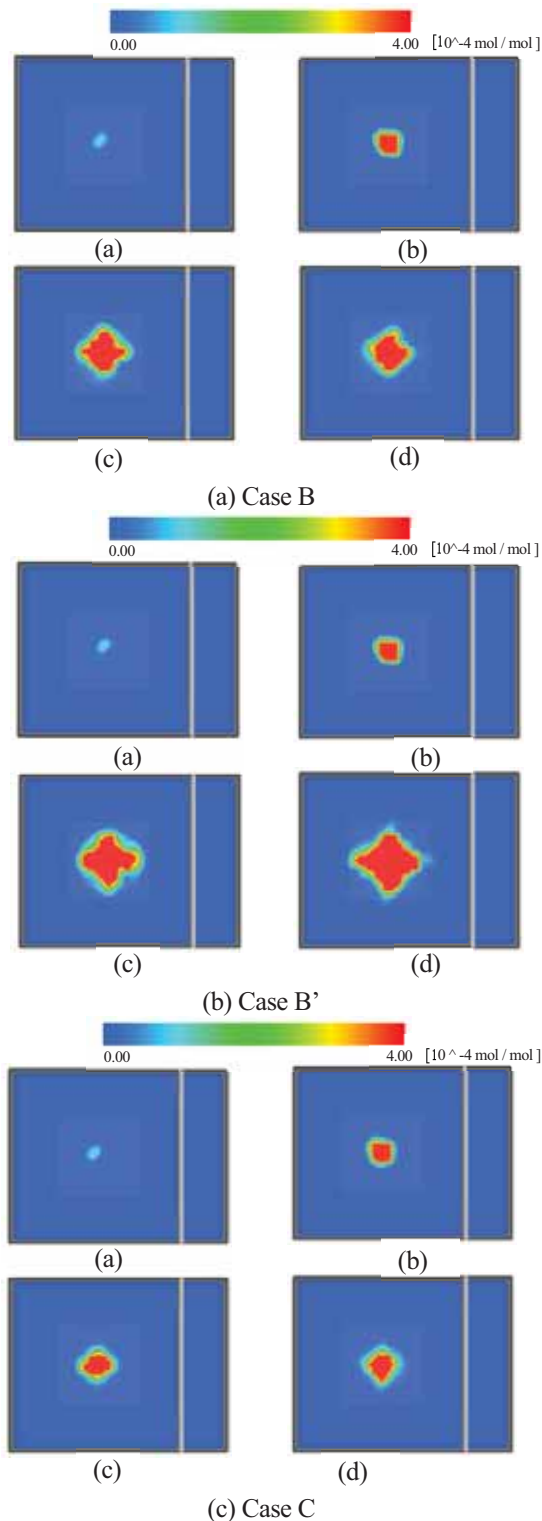 0.00 4.00 [10^-4 mol / mol ]
(a) (b)
(c) (d)
(a) Case B
0.00 4.00 [10^-4 mol / mol ]
(a) (b)
(c) (d)
(b) Case B’
0.00 4.00 [10 ^ -4 mol / mol ]
(a) (b)
(c) (d)
(c) Case C